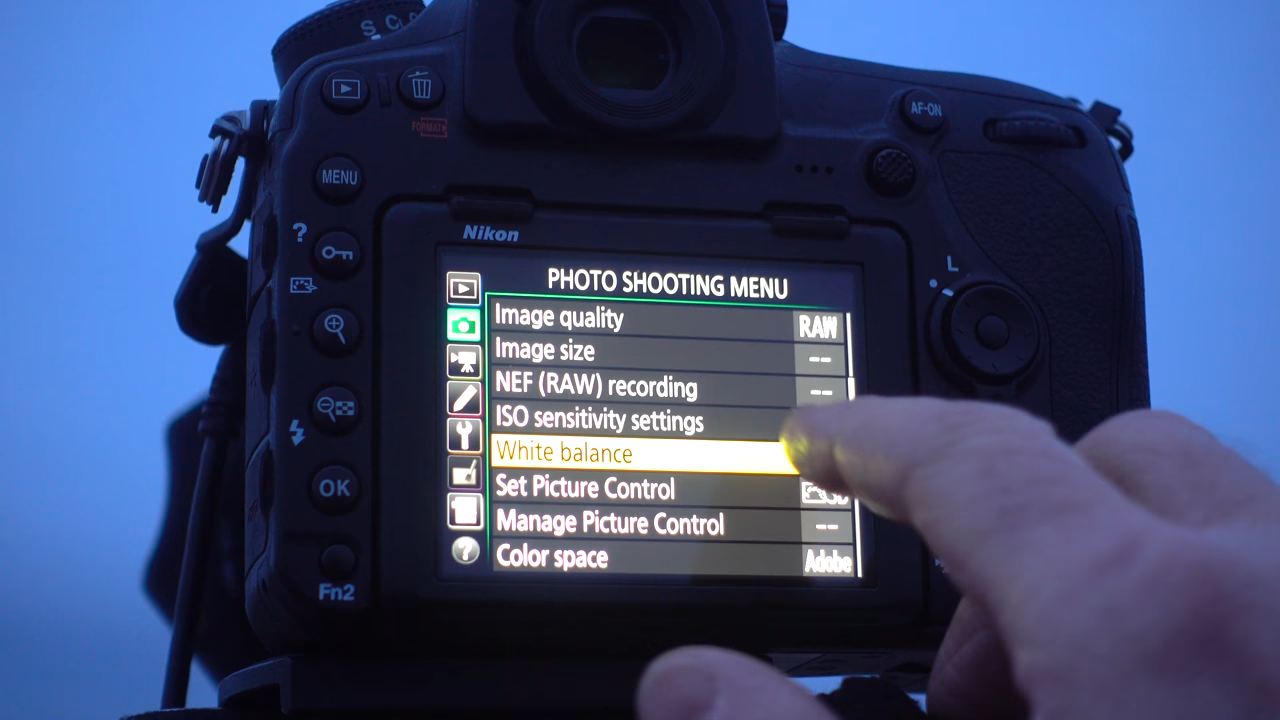 S C
FORMAT
AF-ON
MENU
?
Nikon
L
PHOTO SHOOTING MENU
Image quality RAW
Image size --
NEF (RAW) recording --
ISO sensitivity settings
White balance
Set Picture Control SD
Manage Picture Control --
Color space Adobe
?
OK
Fn2